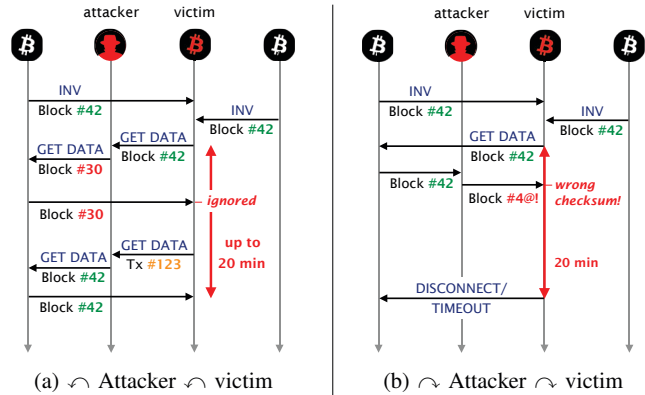 attacker victim
INV
Block #42
INV
Block #42
GET DATA
Block #42
GET DATA
Block #30
Block #30
ignored
up to
20 min
GET DATA
Tx #123
GET DATA
Block #42
Block #42
(a) ↶ Attacker ↶ victim
attacker victim
INV
Block #42
INV
Block #42
GET DATA
Block #42
Block #42
Block #4@!
wrong
checksum!
20 min
DISCONNECT/
TIMEOUT
(b) ↷ Attacker ↷ victim